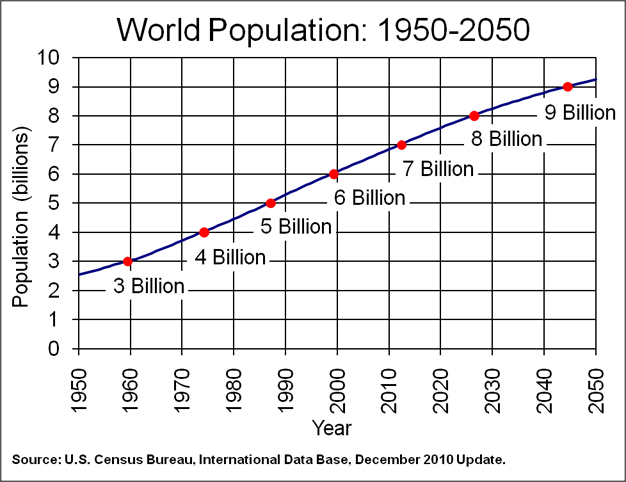 World Population: 1950-2050
10
9
8
7
6
5
4
3
2
1
0
Population (billions)
3 Billion
4 Billion
5 Billion
6 Billion
7 Billion
8 Billion
9 Billion
1950
1960
1970
1980
1990
2000
2010
2020
2030
2040
2050
Year
Source: U.S. Census Bureau, International Data Base, December 2010 Update.